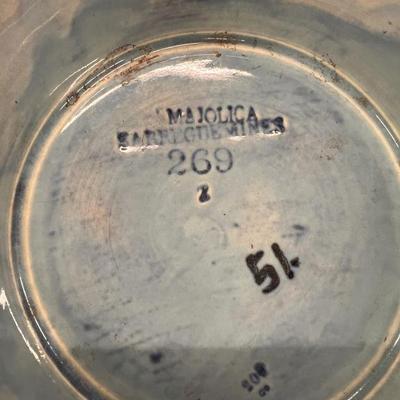 MAJOLICA
SARREGUEMINES
269
51.